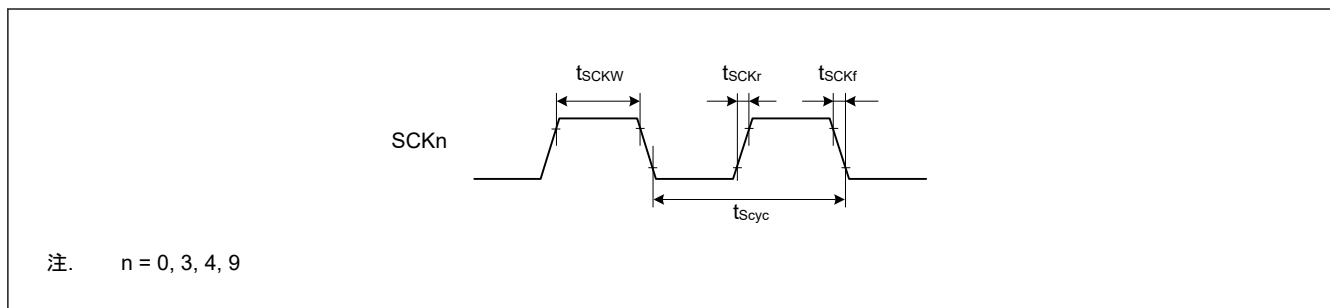 tSCKW tSCKr tSCKf
SCKn
tScyc
注. n = 0, 3, 4, 9